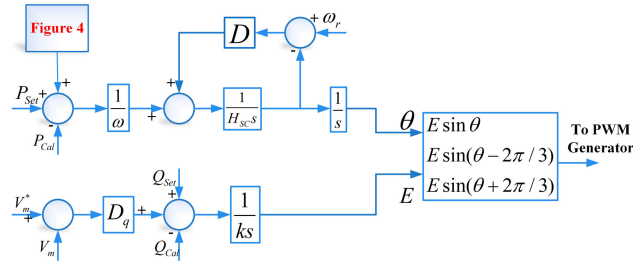 Figure 4
+
P_Set +
-
P_Cal
1/ω
+
+
D
+ ω_r
-
1/(H_SC s)
1/s
θ
E sin θ
E sin(θ − 2π / 3)
E sin(θ + 2π / 3)
E
To PWM
Generator
V_m^*
+
-
V_m
D_q
+
Q_Set
+
-
Q_Cal
1/(ks)